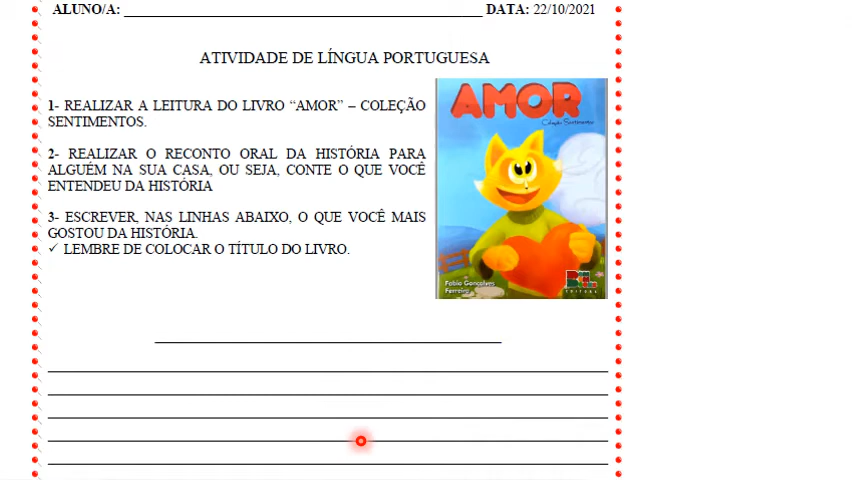 ALUNO/A: ______________________________ DATA: 22/10/2021
ATIVIDADE DE LÍNGUA PORTUGUESA
1- REALIZAR A LEITURA DO LIVRO “AMOR” – COLEÇÃO
SENTIMENTOS.
2- REALIZAR O RECONTO ORAL DA HISTÓRIA PARA
ALGUÉM NA SUA CASA, OU SEJA, CONTE O QUE VOCÊ
ENTENDEU DA HISTÓRIA
3- ESCREVER, NAS LINHAS ABAIXO, O QUE VOCÊ MAIS
GOSTOU DA HISTÓRIA.
✓ LEMBRE DE COLOCAR O TÍTULO DO LIVRO.
AMOR
Coleção Sentimentos
Fabio Gonçalves
Ferreira
EDITORA